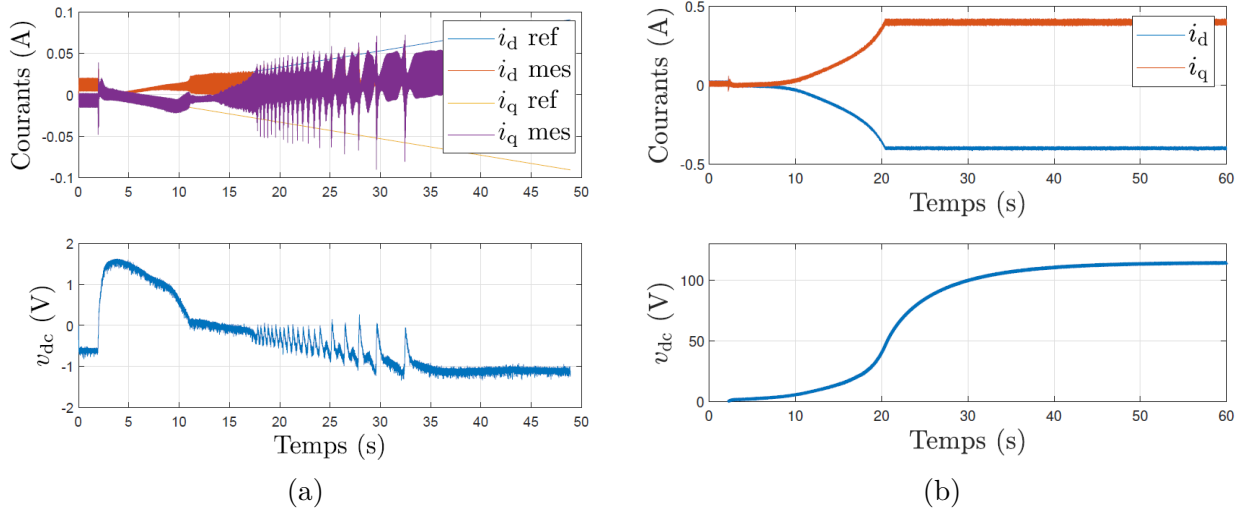 Courants (A)
0.1
0.05
0
-0.05
-0.1
0 5 10 15 20 25 30 35 40 45 50
i_d ref
i_d mes
i_q ref
i_q mes
v_dc (V)
2
1
0
-1
-2
0 5 10 15 20 25 30 35 40 45 50
Temps (s)
(a)
Courants (A)
0.5
0
-0.5
0 10 20 30 40 50 60
i_d
i_q
Temps (s)
v_dc (V)
100
50
0
0 10 20 30 40 50 60
Temps (s)
(b)